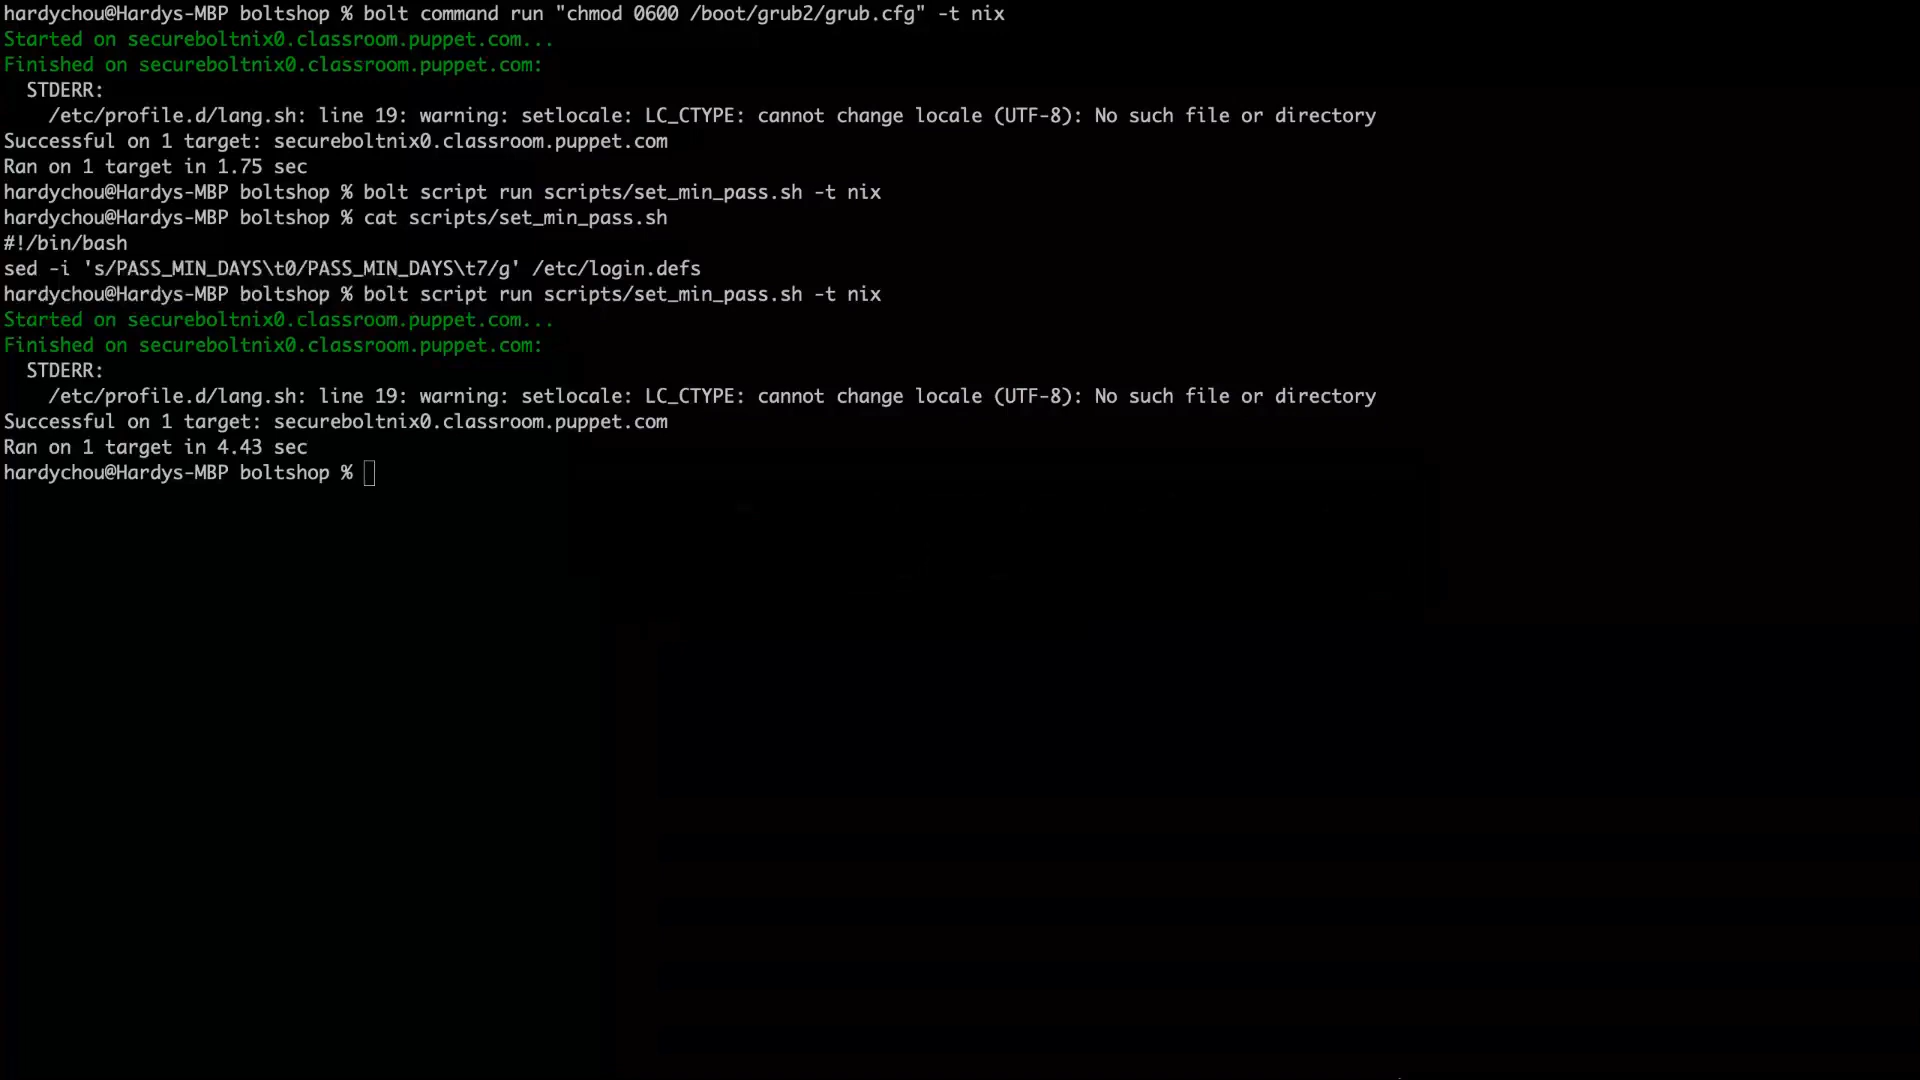 hardychou@Hardys-MBP boltshop % bolt command run "chmod 0600 /boot/grub2/grub.cfg" -t nix
Started on secureboltnix0.classroom.puppet.com...
Finished on secureboltnix0.classroom.puppet.com:
  STDERR:
    /etc/profile.d/lang.sh: line 19: warning: setlocale: LC_CTYPE: cannot change locale (UTF-8): No such file or directory
Successful on 1 target: secureboltnix0.classroom.puppet.com
Ran on 1 target in 1.75 sec
hardychou@Hardys-MBP boltshop % bolt script run scripts/set_min_pass.sh -t nix
hardychou@Hardys-MBP boltshop % cat scripts/set_min_pass.sh
#!/bin/bash
sed -i 's/PASS_MIN_DAYS\t0/PASS_MIN_DAYS\t7/g' /etc/login.defs
hardychou@Hardys-MBP boltshop % bolt script run scripts/set_min_pass.sh -t nix
Started on secureboltnix0.classroom.puppet.com...
Finished on secureboltnix0.classroom.puppet.com:
  STDERR:
    /etc/profile.d/lang.sh: line 19: warning: setlocale: LC_CTYPE: cannot change locale (UTF-8): No such file or directory
Successful on 1 target: secureboltnix0.classroom.puppet.com
Ran on 1 target in 4.43 sec
hardychou@Hardys-MBP boltshop %